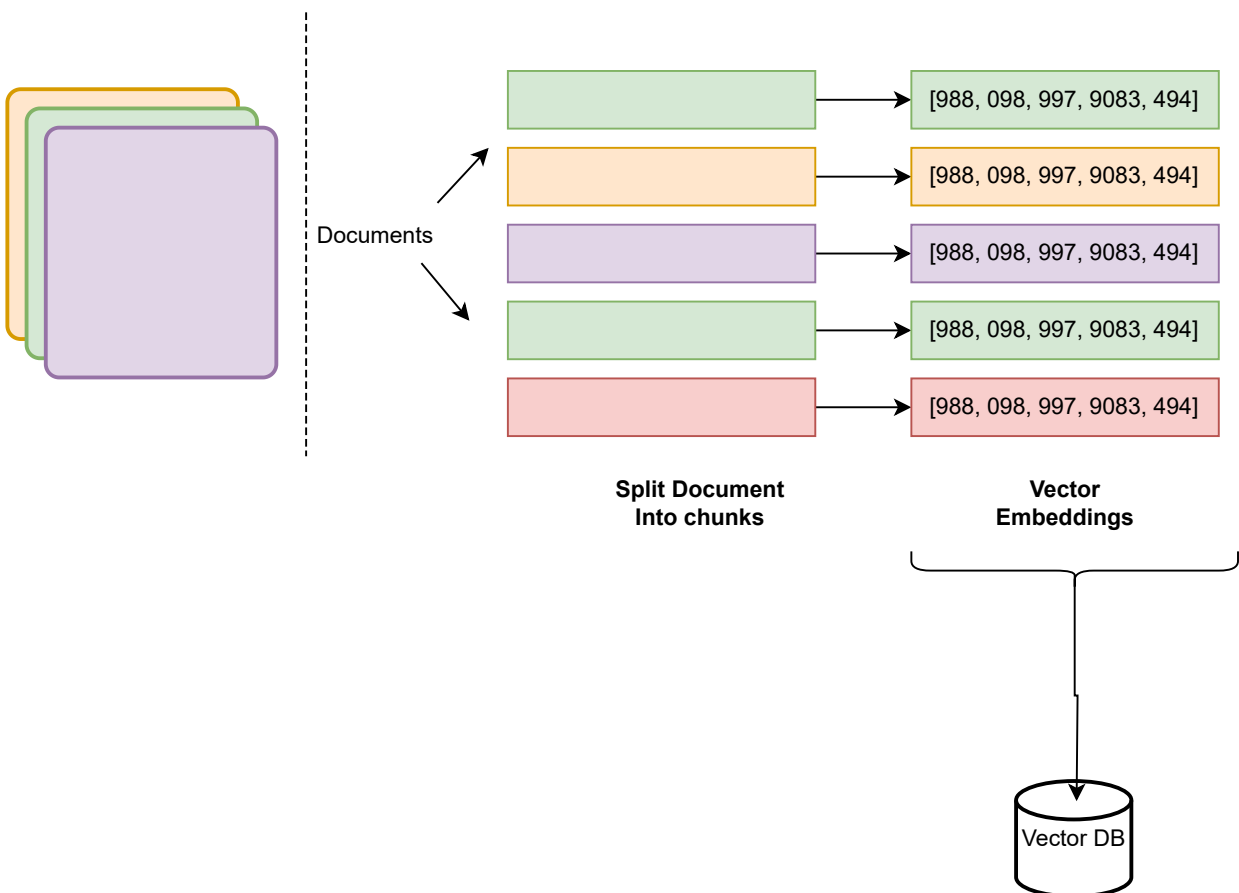 [988, 098, 997, 9083, 494]
[988, 098, 997, 9083, 494]
Documents
[988, 098, 997, 9083, 494]
[988, 098, 997, 9083, 494]
[988, 098, 997, 9083, 494]
Split Document
Into chunks
Vector
Embeddings
Vector DB